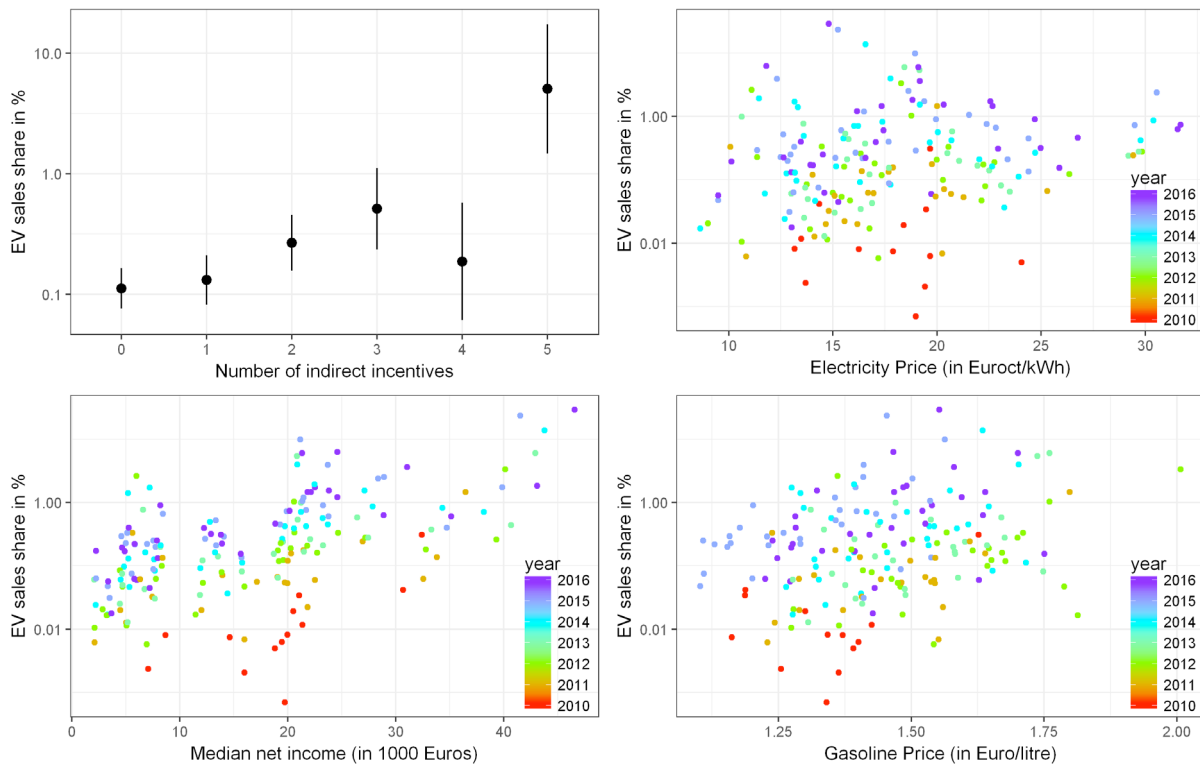 EV sales share in %
10.0
1.0
0.1
0 1 2 3 4 5
Number of indirect incentives
EV sales share in %
1.00
0.01
10 15 20 25 30
Electricity Price (in Euroct/kWh)
year
2016
2015
2014
2013
2012
2011
2010
EV sales share in %
1.00
0.01
0 10 20 30 40
Median net income (in 1000 Euros)
year
2016
2015
2014
2013
2012
2011
2010
EV sales share in %
1.00
0.01
1.25 1.50 1.75 2.00
Gasoline Price (in Euro/litre)
year
2016
2015
2014
2013
2012
2011
2010